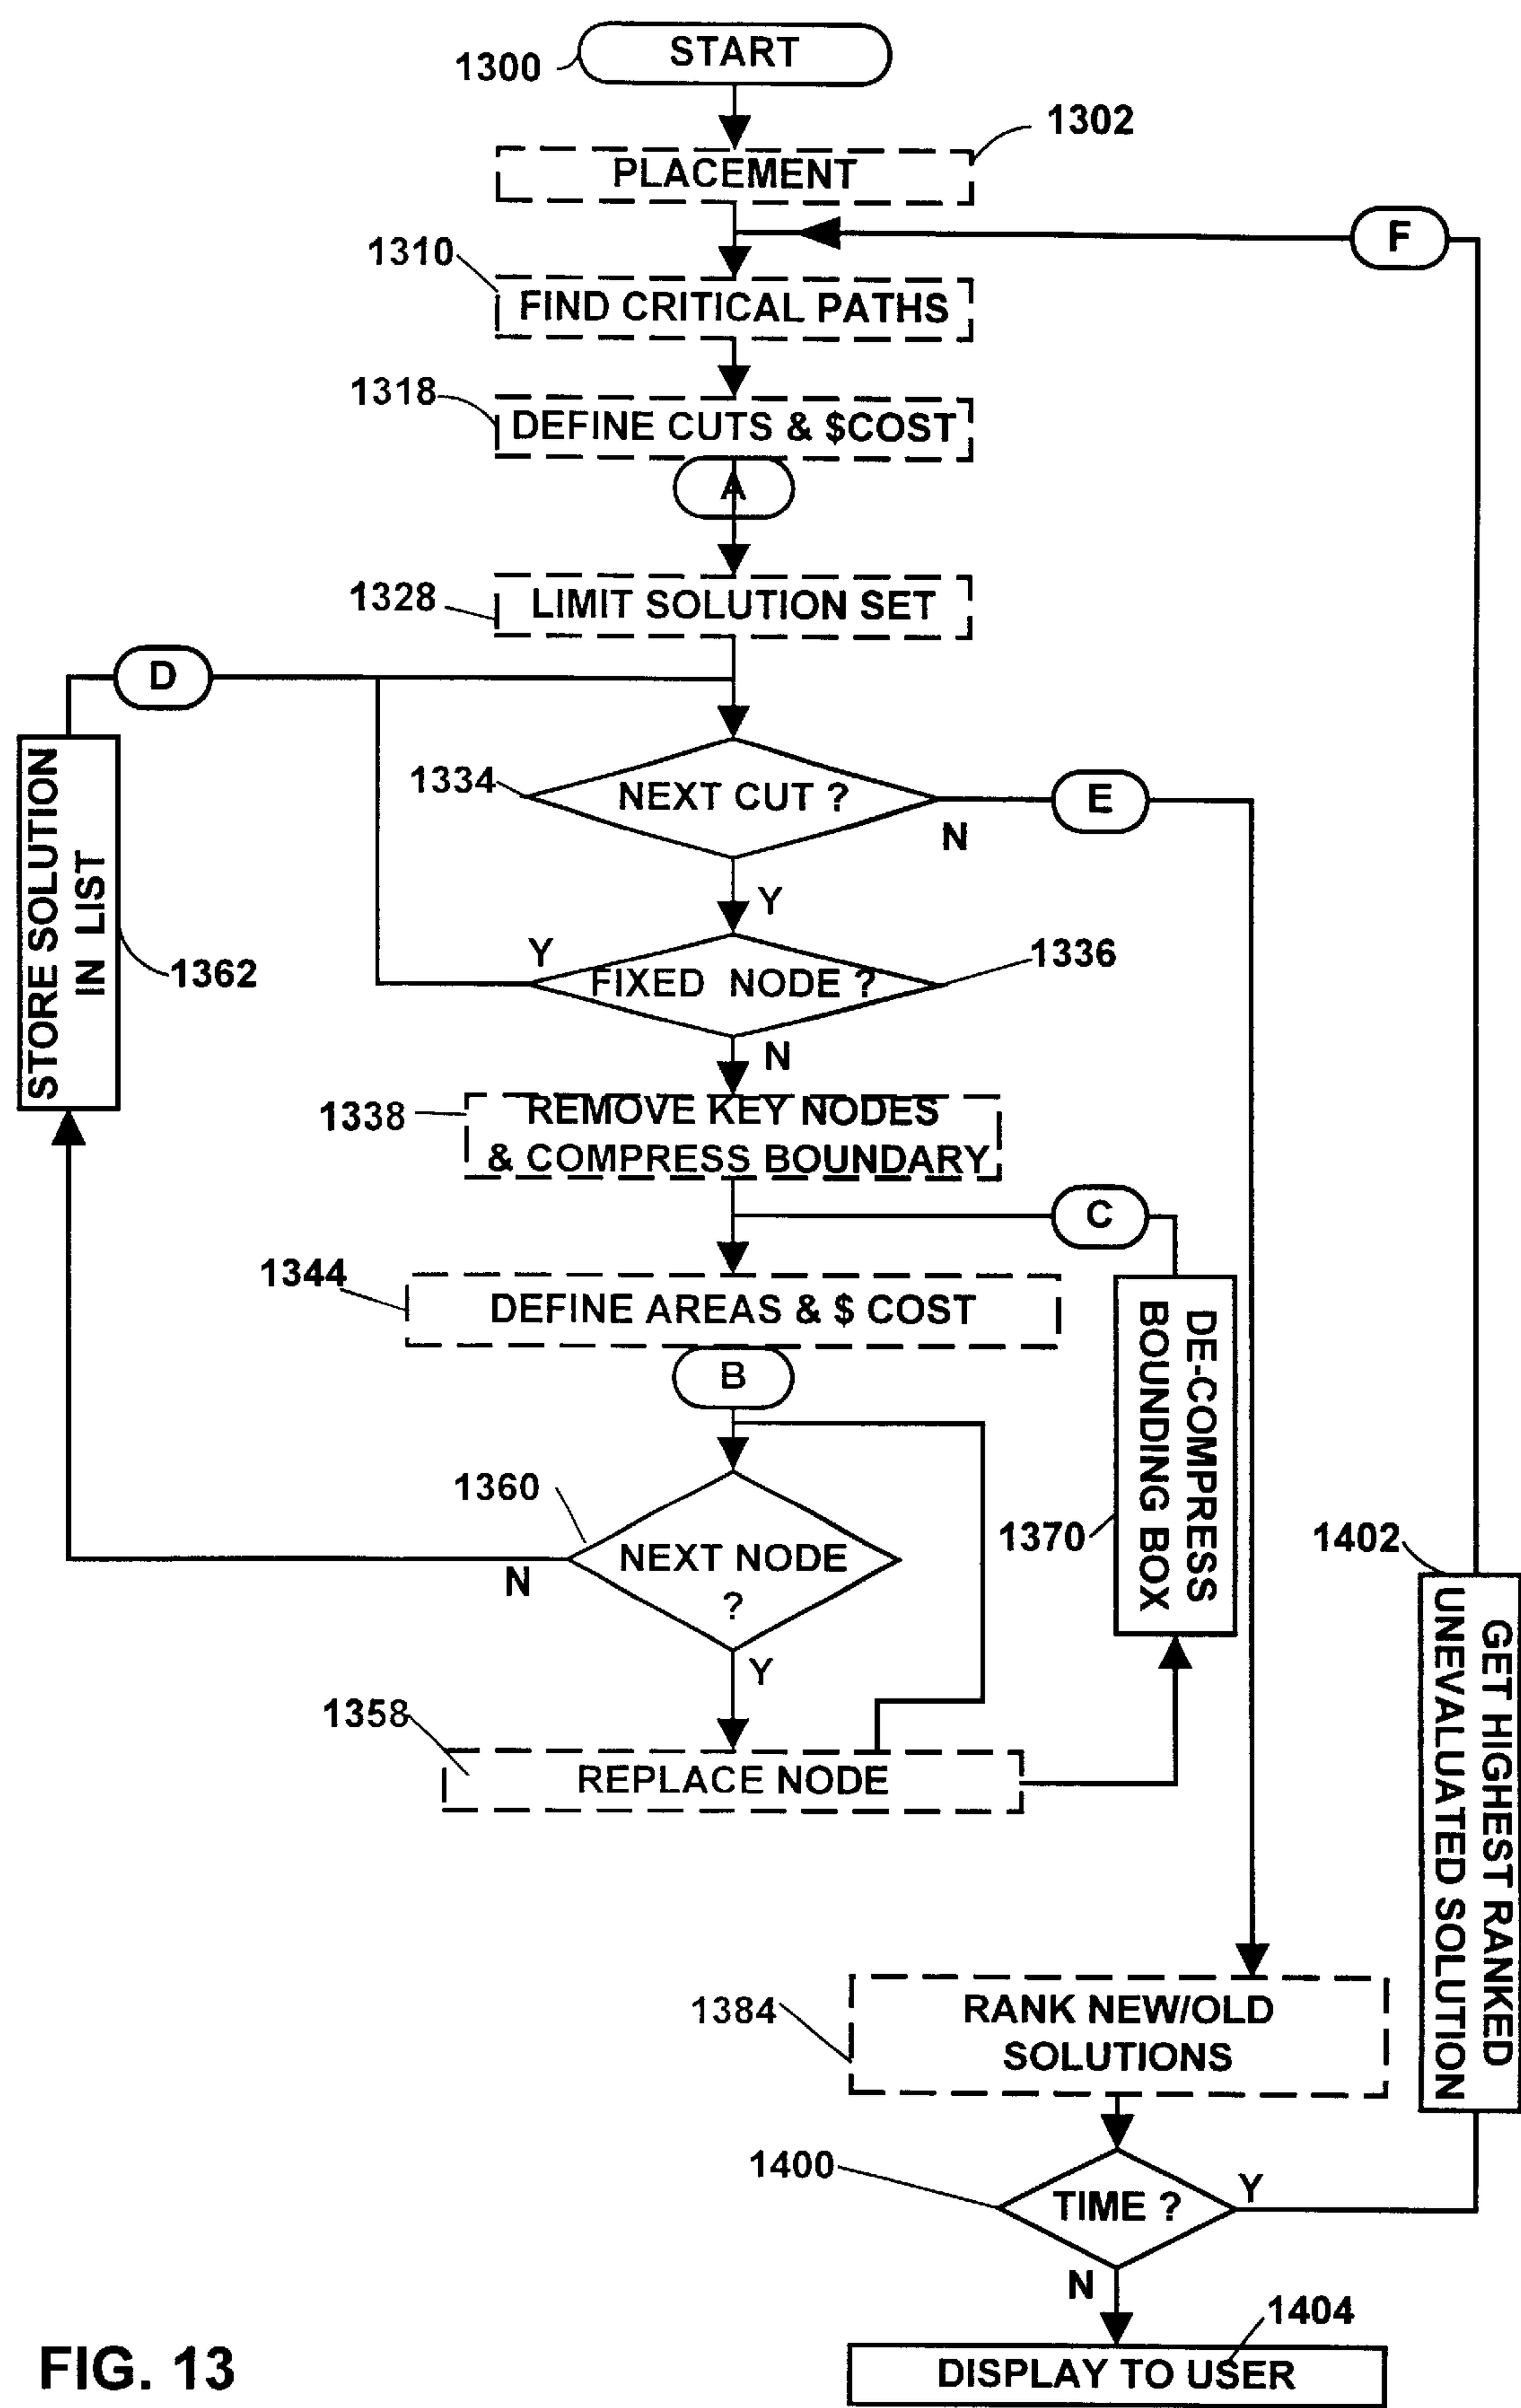 START
1300
1302
PLACEMENT
F
1310
FIND CRITICAL PATHS
1318
DEFINE CUTS & $COST
A
1328
LIMIT SOLUTION SET
D
1334
NEXT CUT ?
E
N
STORE SOLUTION
IN LIST
1362
Y
Y
FIXED NODE ?
1336
N
1338
REMOVE KEY NODES
& COMPRESS BOUNDARY
C
1344
DEFINE AREAS & $ COST
B
DE-COMPRESS
BOUNDING BOX
1370
1360
NEXT NODE
?
N
Y
1402
GET HIGHEST RANKED
UNEVALUATED SOLUTION
1358
REPLACE NODE
1384
RANK NEW/OLD
SOLUTIONS
1400
TIME ?
Y
N
1404
DISPLAY TO USER
FIG. 13